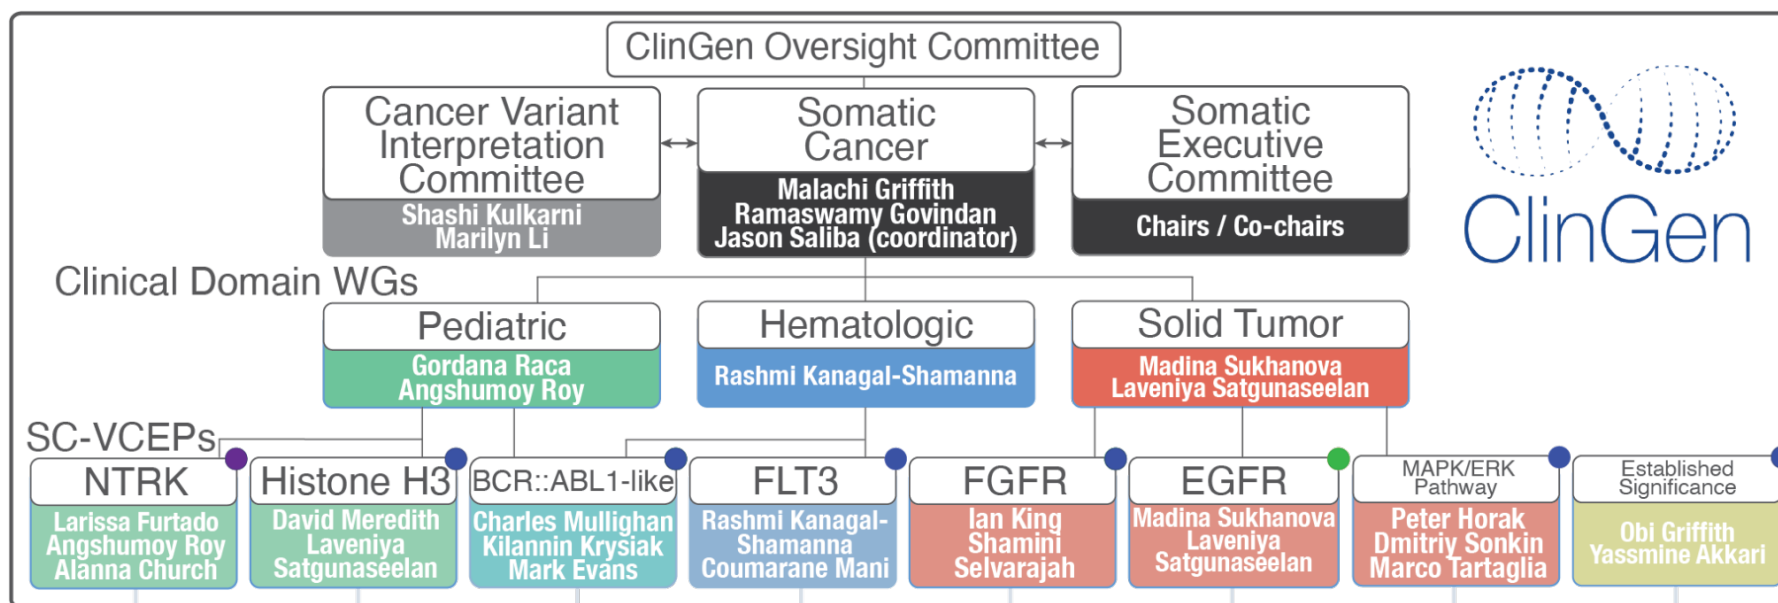 ClinGen Oversight Committee
Cancer Variant
Interpretation
Committee
Shashi Kulkarni
Marilyn Li
Somatic
Cancer
Malachi Griffith
Ramaswamy Govindan
Jason Saliba (coordinator)
Somatic
Executive
Committee
Chairs / Co-chairs
ClinGen
Clinical Domain WGs
Pediatric
Gordana Raca
Angshumoy Roy
Hematologic
Rashmi Kanagal-Shamanna
Solid Tumor
Madina Sukhanova
Laveniya Satgunaseelan
SC-VCEPs
NTRK
Larissa Furtado
Angshumoy Roy
Alanna Church
Histone H3
David Meredith
Laveniya
Satgunaseelan
BCR::ABL1-like
Charles Mullighan
Kilannin Krysiak
Mark Evans
FLT3
Rashmi Kanagal-
Shamanna
Coumarane Mani
FGFR
Ian King
Shamini
Selvarajah
EGFR
Madina Sukhanova
Laveniya
Satgunaseelan
MAPK/ERK
Pathway
Peter Horak
Dmitriy Sonkin
Marco Tartaglia
Established
Significance
Obi Griffith
Yassmine Akkari